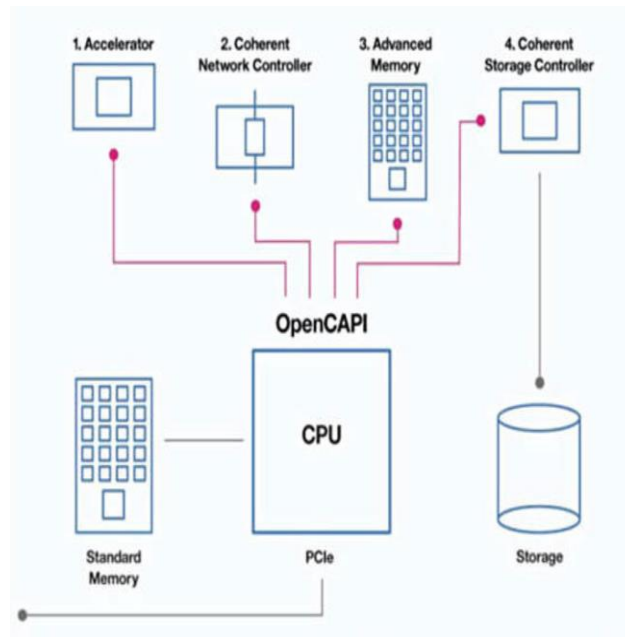 1. Accelerator
2. Coherent
Network Controller
3. Advanced
Memory
4. Coherent
Storage Controller
OpenCAPI
CPU
Standard
Memory
PCIe
Storage